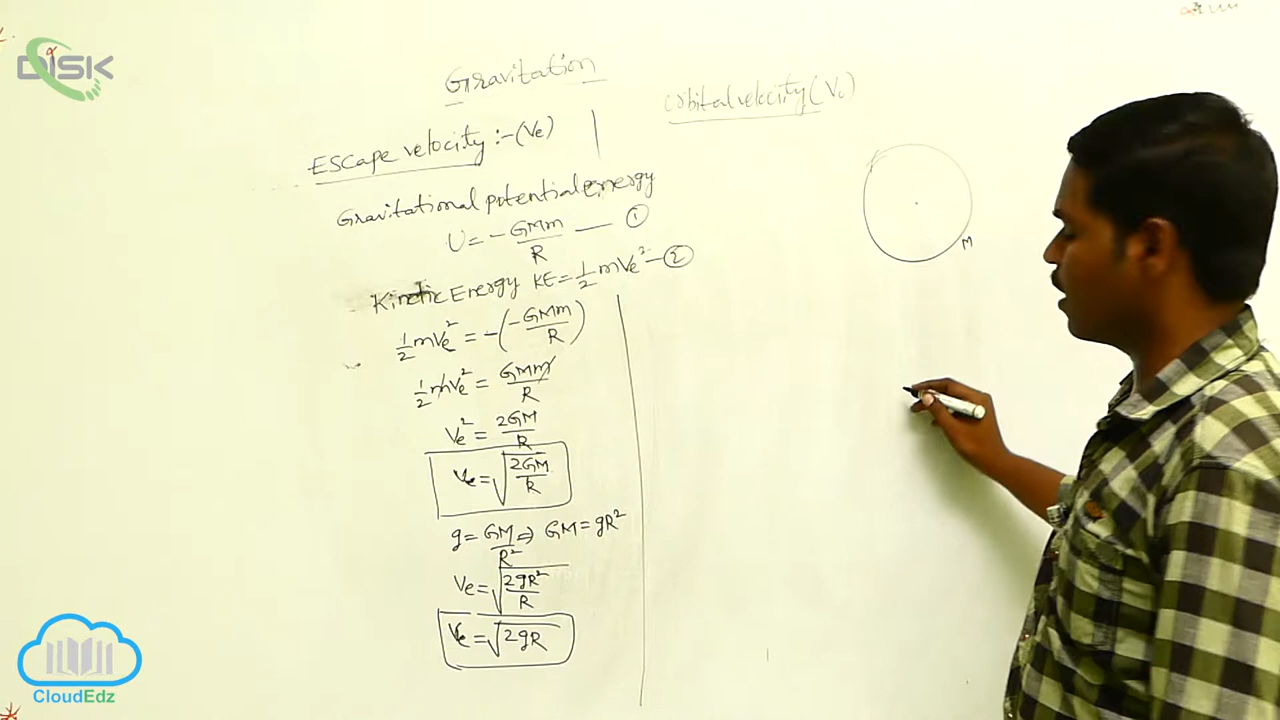 DISK
Gravitation
Escape velocity :- (Ve)
Gravitational potential energy
U = - GMm/R — ①
Kinetic Energy KE = 1/2 mVe² — ②
1/2 mVe² = -(-GMm/R)
1/2 mVe² = GMm/R
Ve² = 2GM/R
Ve = √(2GM/R)
g = GM/R² ⇒ GM = gR²
Ve = √(2gR²/R)
Ve = √2gR
Orbital velocity (V₀)
M
CloudEdz